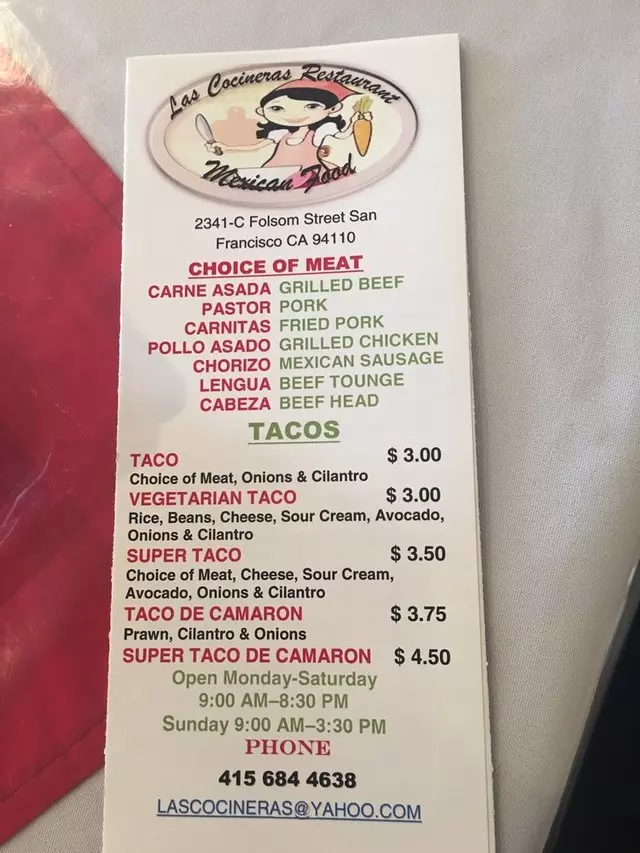 Las Cocineras Restaurant
Mexican Food
2341-C Folsom Street San
Francisco CA 94110
CHOICE OF MEAT
CARNE ASADA GRILLED BEEF
PASTOR PORK
CARNITAS FRIED PORK
POLLO ASADO GRILLED CHICKEN
CHORIZO MEXICAN SAUSAGE
LENGUA BEEF TOUNGE
CABEZA BEEF HEAD
TACOS
TACO $ 3.00
Choice of Meat, Onions & Cilantro
VEGETARIAN TACO $ 3.00
Rice, Beans, Cheese, Sour Cream, Avocado,
Onions & Cilantro
SUPER TACO $ 3.50
Choice of Meat, Cheese, Sour Cream,
Avocado, Onions & Cilantro
TACO DE CAMARON $ 3.75
Prawn, Cilantro & Onions
SUPER TACO DE CAMARON $ 4.50
Open Monday-Saturday
9:00 AM–8:30 PM
Sunday 9:00 AM–3:30 PM
PHONE
415 684 4638
LASCOCINERAS@YAHOO.COM